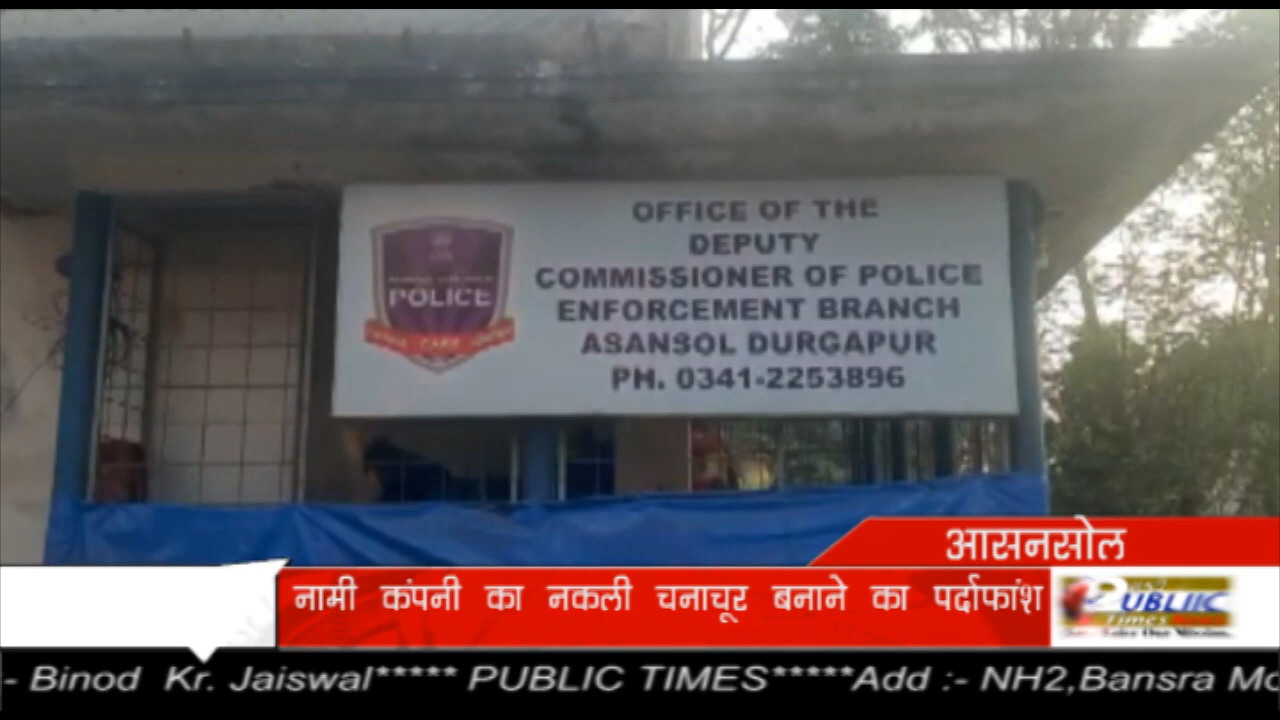 OFFICE OF THE
DEPUTY
COMMISSIONER OF POLICE
ENFORCEMENT BRANCH
ASANSOL DURGAPUR
PH. 0341-2253896
POLICE
आसनसोल
नामी कंपनी का नकली चनाचूर बनाने का पर्दाफांश
PUBLIIC
Times
- Binod Kr. Jaiswal***** PUBLIC TIMES*****Add :- NH2,Bansra Mo